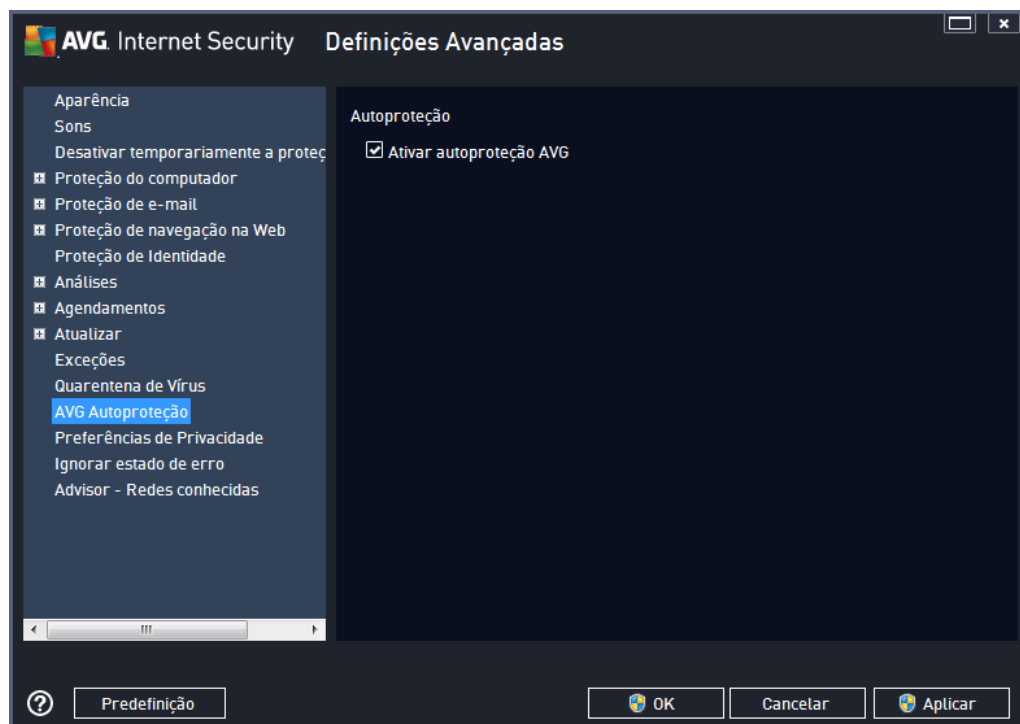 AVG. Internet Security Definições Avançadas
Aparência
Sons
Desativar temporariamente a proteç
Proteção do computador
Proteção de e-mail
Proteção de navegação na Web
Proteção de Identidade
Análises
Agendamentos
Atualizar
Exceções
Quarentena de Vírus
AVG Autoproteção
Preferências de Privacidade
Ignorar estado de erro
Advisor - Redes conhecidas
Autoproteção
Ativar autoproteção AVG
Predefinição OK Cancelar Aplicar